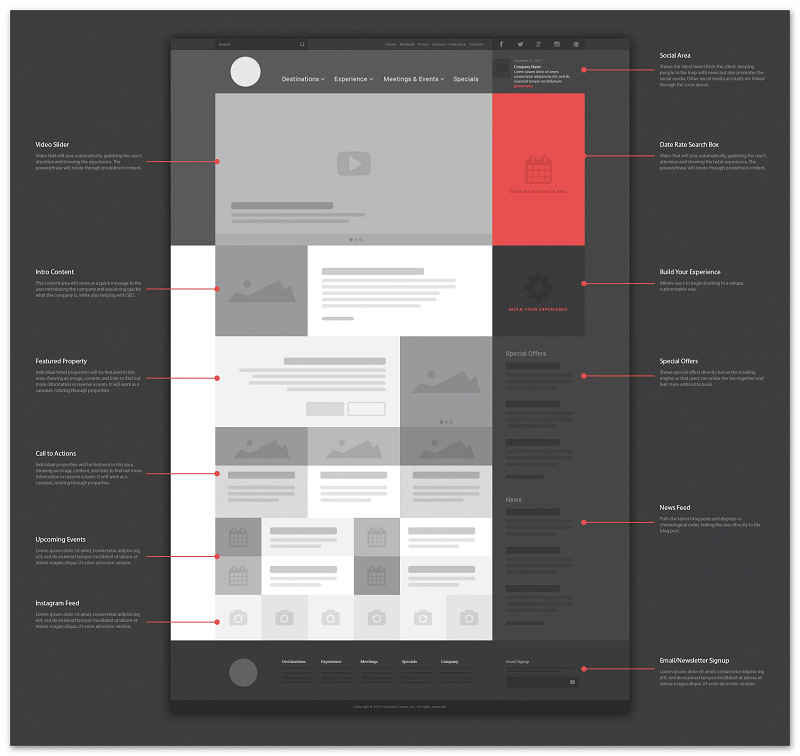 Search
Home Rewards Press Careers Investors Contact
Destinations Experience Meetings & Events Specials
December 17, 2013
Company Name
Lorem ipsum dolor sit amet,
consectetur adipisicing elit, sed do
eiusmod tempor incididuntum
Social Area
Shows the latest tweet from the client, keeping
people in the loop with news but also promotes the
social media. Other social media accounts are linked
through the icons above.
Video Slider
Video that will play automatically, grabbing the user's
attention and showing the experience. The
powerphrase will rotate through predefined content.
DATE RATE SEARCH BOX
Date Rate Search Box
Video that will play automatically, grabbing the user's
attention and showing the hotel experience. The
powerphrase will rotate through predefined content.
Intro Content
This content area will serve as a quick message to the
user introducing the company and explaining quickly
what the company is, while also helping with SEO.
BUILD YOUR EXPERIENCE
Build Your Experience
Allows users to begin booking in a unique,
customizable way.
Featured Property
Individual hotel properties will be featured in this
area, showing an image, content, and links to find out
more information or reserve a room. It will work as a
carousel, rotating through properties.
Special Offers
Special Offers
Shows special offers directly below the booking
engine so that users can relate the two together and
feel more enticed to book.
Call to Actions
Individual properties will be featured in this area,
showing an image, content, and links to find out more
information or reserve a room. It will work as a
carousel, rotating through properties.
News
News Feed
Pulls the latest blog posts and displays in
chronological order, linking the user directly to the
blog post.
Upcoming Events
Lorem ipsum dolor sit amet, consectetur adipisicing
elit, sed do eiusmod tempor incididunt ut labore et
dolore magna aliqua. Ut enim ad minim veniam.
Instagram Feed
Lorem ipsum dolor sit amet, consectetur adipisicing
elit, sed do eiusmod tempor incididunt ut labore et
dolore magna aliqua. Ut enim ad minim veniam.
Destinations Experience Meetings Specials Company
Email Signup
Email/Newsletter Signup
Lorem ipsum dolor sit amet, consectetur adipisicing
elit, sed do eiusmod tempor incididunt ut labore et
dolore magna aliqua. Ut enim ad minim veniam.
Copyright © 2013, Company Name, Inc. All rights reserved